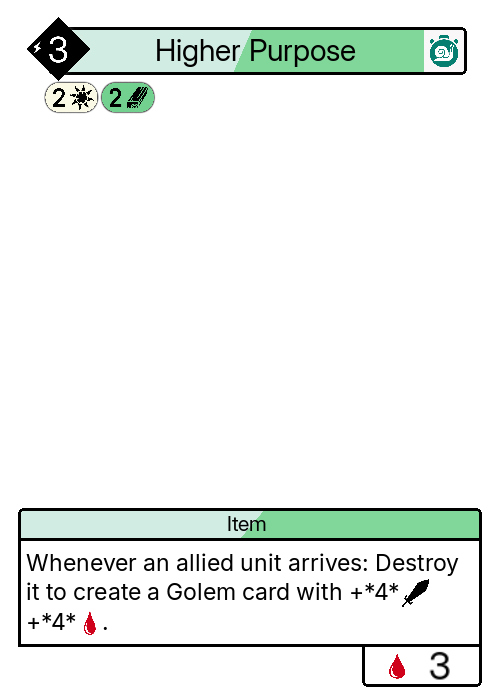 3 Higher Purpose
2 2
Item
Whenever an allied unit arrives: Destroy
it to create a Golem card with +*4*
+*4* .
3